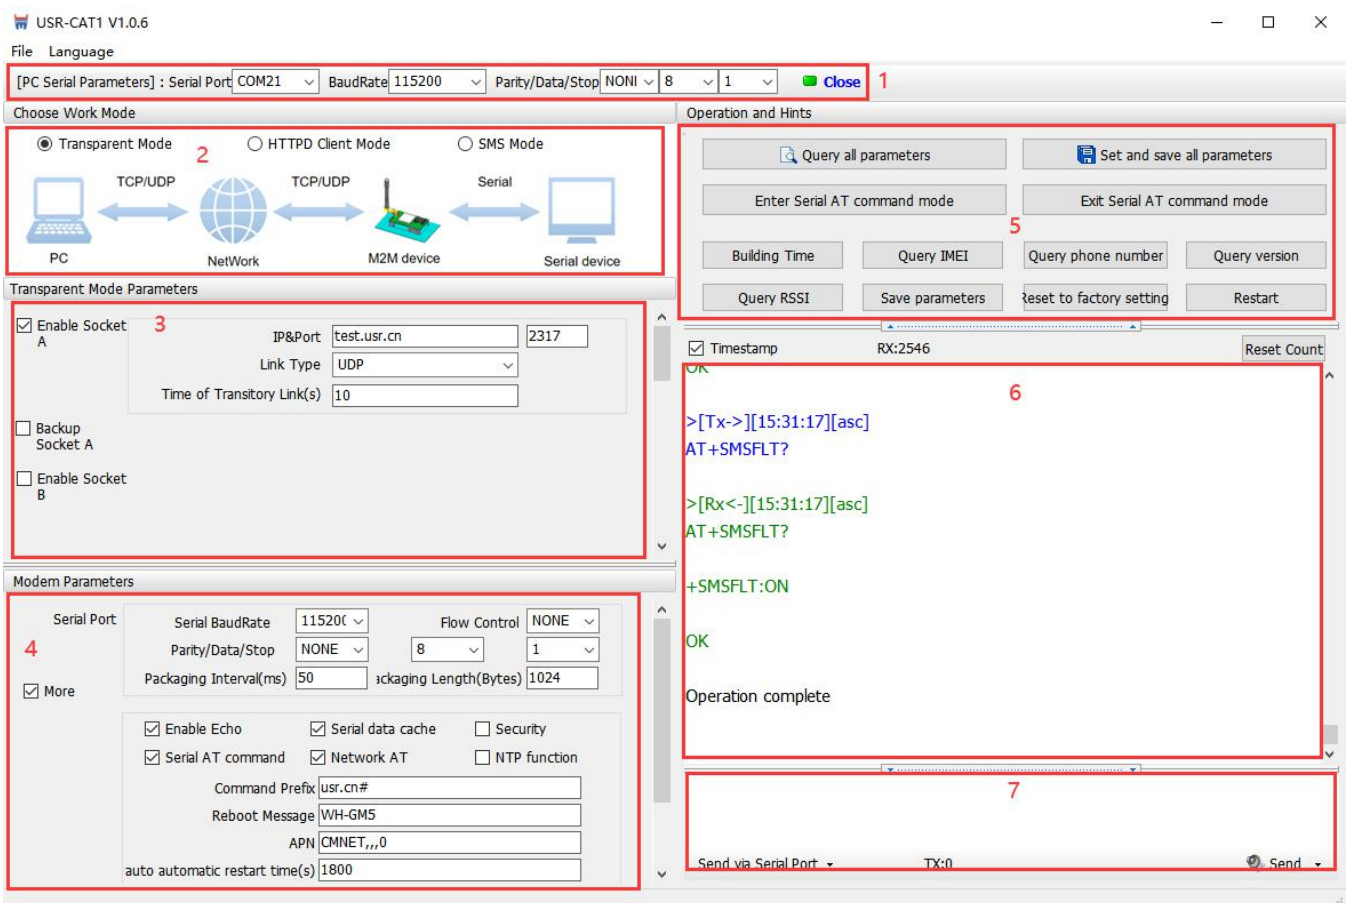 USR-CAT1 V1.0.6
File Language
[PC Serial Parameters] : Serial Port COM21 BaudRate 115200 Parity/Data/Stop NONI 8 1 Close 1
Choose Work Mode
Transparent Mode HTTPD Client Mode SMS Mode
2
TCP/UDP TCP/UDP Serial
PC NetWork M2M device Serial device
Transparent Mode Parameters
3
Enable Socket A
IP&Port test.usr.cn 2317
Link Type UDP
Time of Transitory Link(s) 10
Backup
Socket A
Enable Socket
B
Modem Parameters
Serial Port Serial BaudRate 11520( Flow Control NONE
4
Parity/Data/Stop NONE 8 1
Packaging Interval(ms) 50 ackaging Length(Bytes) 1024
More
Enable Echo Serial data cache Security
Serial AT command Network AT NTP function
Command Prefix usr.cn#
Reboot Message WH-GM5
APN CMNET,,,0
auto automatic restart time(s) 1800
Operation and Hints
Query all parameters Set and save all parameters
Enter Serial AT command mode Exit Serial AT command mode
5
Building Time Query IMEI Query phone number Query version
Query RSSI Save parameters Reset to factory setting Restart
Timestamp RX:2546 Reset Count
OK
6
>[Tx->][15:31:17][asc]
AT+SMSFLT?
>[Rx<-][15:31:17][asc]
AT+SMSFLT?
+SMSFLT:ON
OK
Operation complete
7
Send via Serial Port TX:0 Send